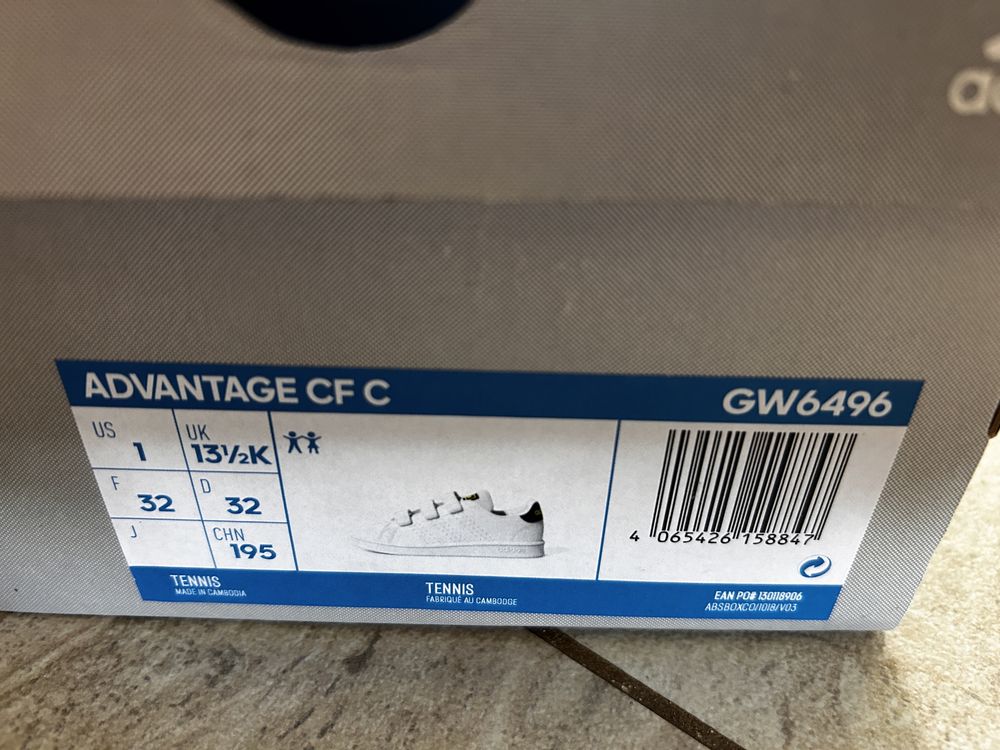 ADVANTAGE CF C
GW6496
US
1
UK
13½K
F
32
D
32
J
CHN
195
4 065426 158847
TENNIS
MADE IN CAMBODIA
TENNIS
FABRIQUÉ AU CAMBODGE
EAN PO# 130118906
ABSBOXCO/1018/V03